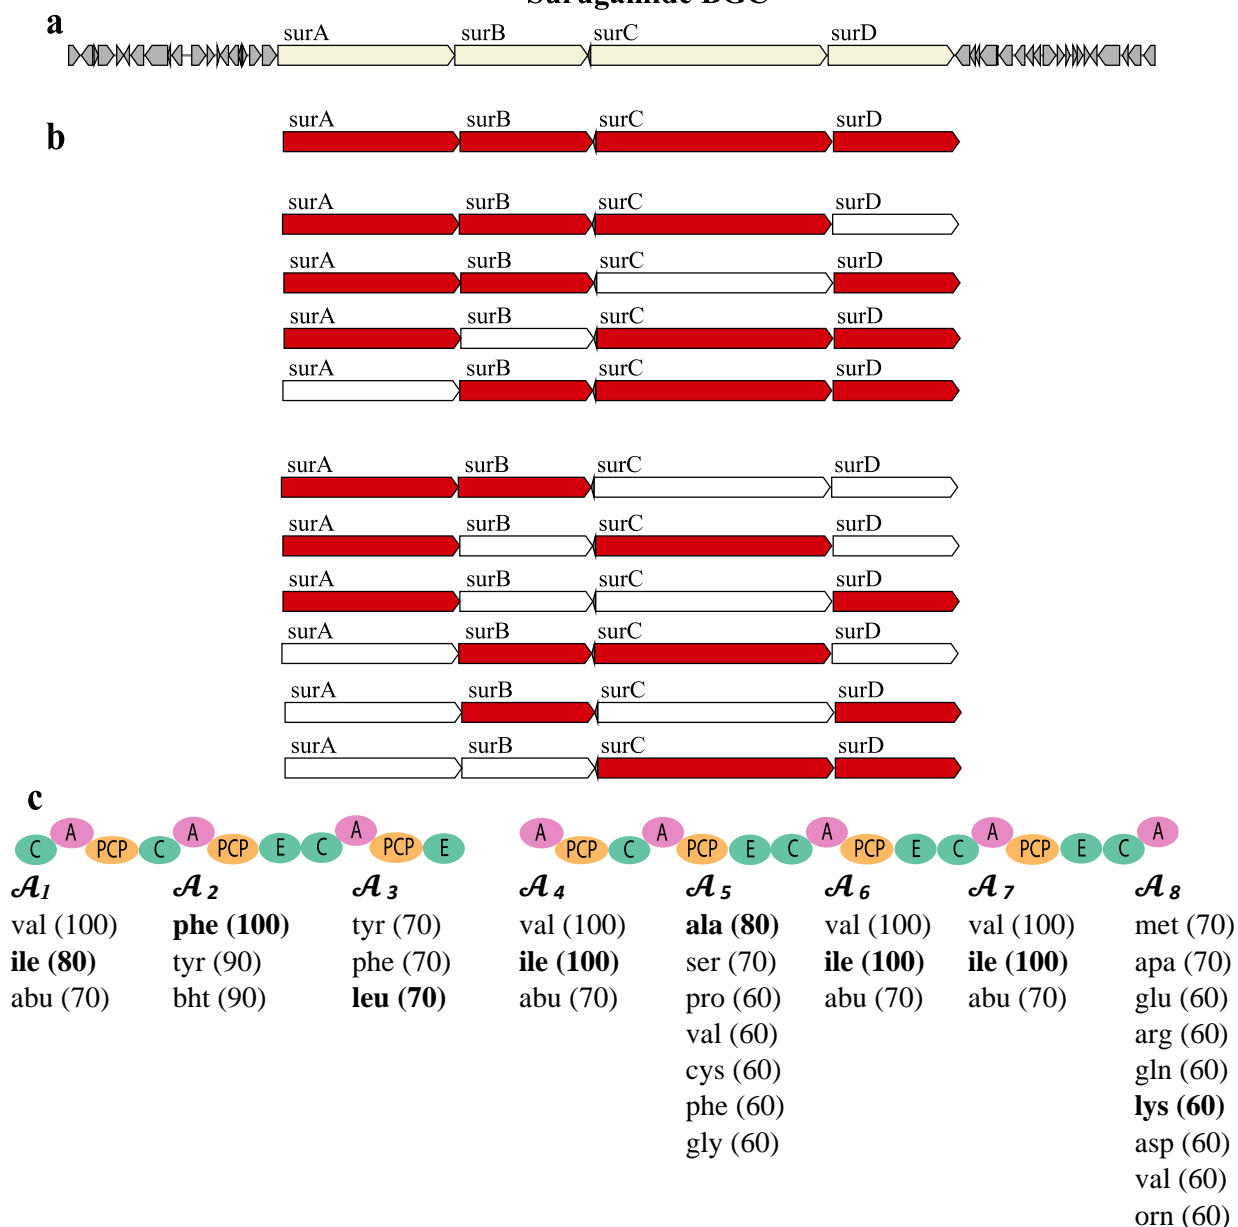 Surugamide BGC
a
surA surB surC surD
b
surA surB surC surD
surA surB surC surD
surA surB surC surD
surA surB surC surD
surA surB surC surD
surA surB surC surD
surA surB surC surD
surA surB surC surD
surA surB surC surD
surA surB surC surD
surA surB surC surD
c
C A PCP C A PCP E C A PCP E A PCP C A PCP E C A PCP E C A PCP E C A
A1 A2 A3 A4 A5 A6 A7 A8
val (100) phe (100) tyr (70) val (100) ala (80) val (100) val (100) met (70)
ile (80) tyr (90) phe (70) ile (100) ser (70) ile (100) ile (100) apa (70)
abu (70) bht (90) leu (70) abu (70) pro (60) abu (70) abu (70) glu (60)
val (60) arg (60)
cys (60) gln (60)
phe (60) lys (60)
gly (60) asp (60)
val (60)
orn (60)